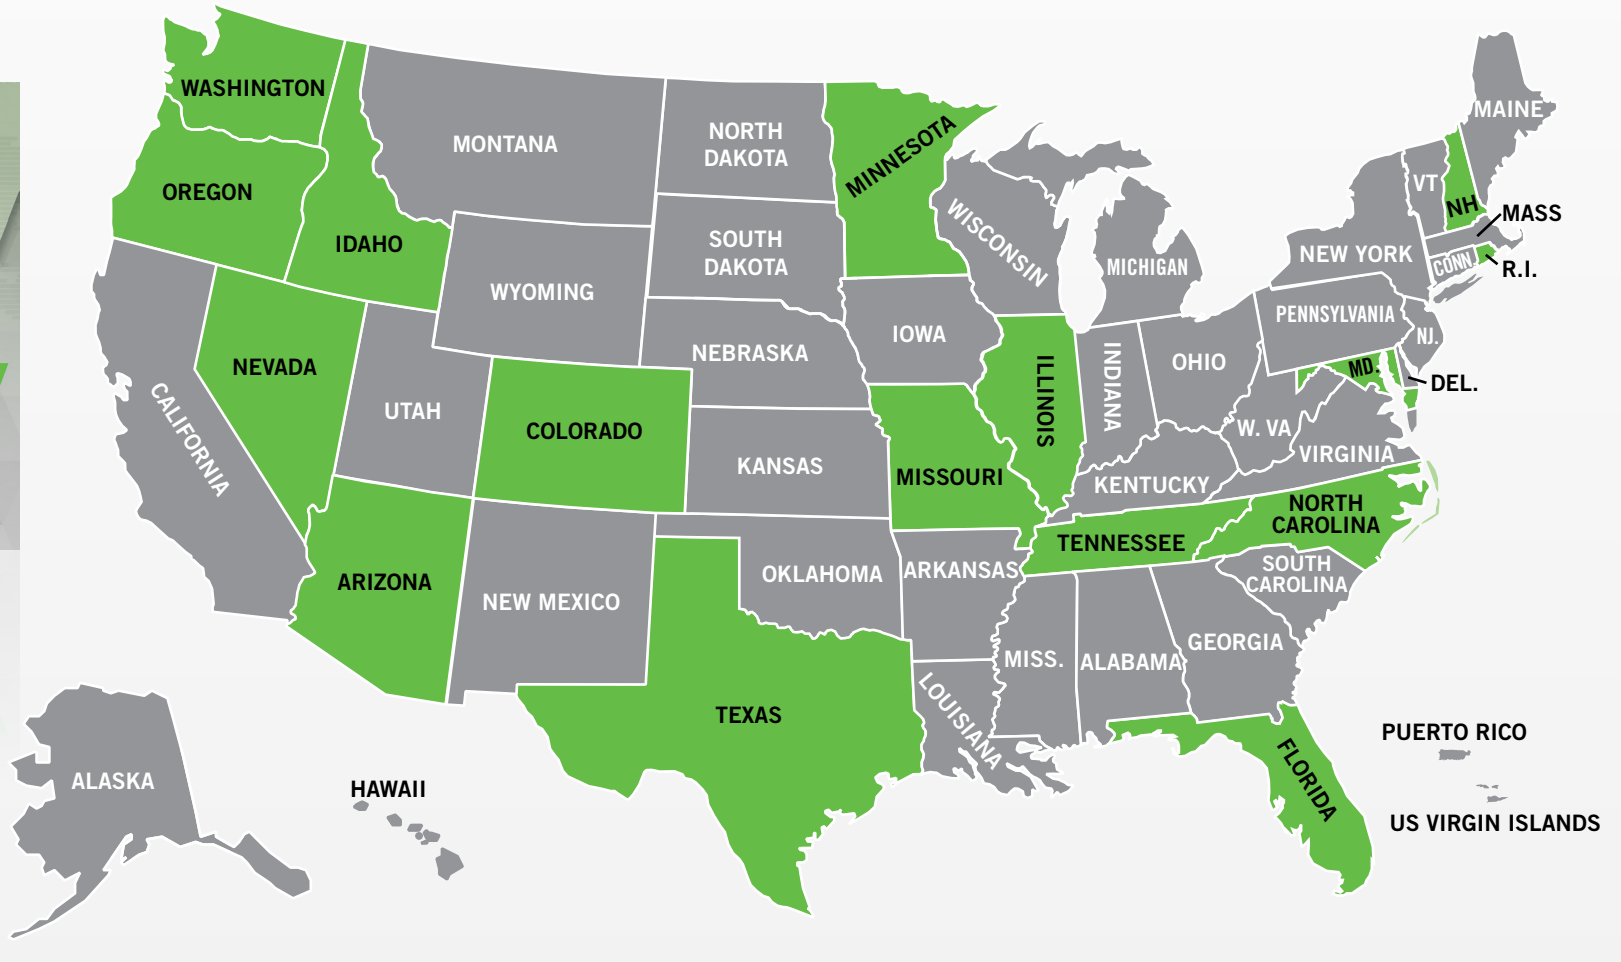 WASHINGTON
OREGON
IDAHO
MONTANA
NORTH
DAKOTA
SOUTH
DAKOTA
MINNESOTA
WISCONSIN
MICHIGAN
MAINE
VT
NH
MASS
R.I.
CONN.
NEW YORK
PENNSYLVANIA
NJ.
DEL.
MD.
WYOMING
NEBRASKA
IOWA
ILLINOIS
INDIANA
OHIO
W. VA
VIRGINIA
NEVADA
CALIFORNIA
UTAH
COLORADO
KANSAS
MISSOURI
KENTUCKY
TENNESSEE
NORTH
CAROLINA
SOUTH
CAROLINA
ARIZONA
NEW MEXICO
OKLAHOMA
ARKANSAS
MISS.
ALABAMA
GEORGIA
LOUISIANA
TEXAS
FLORIDA
ALASKA
HAWAII
PUERTO RICO
US VIRGIN ISLANDS